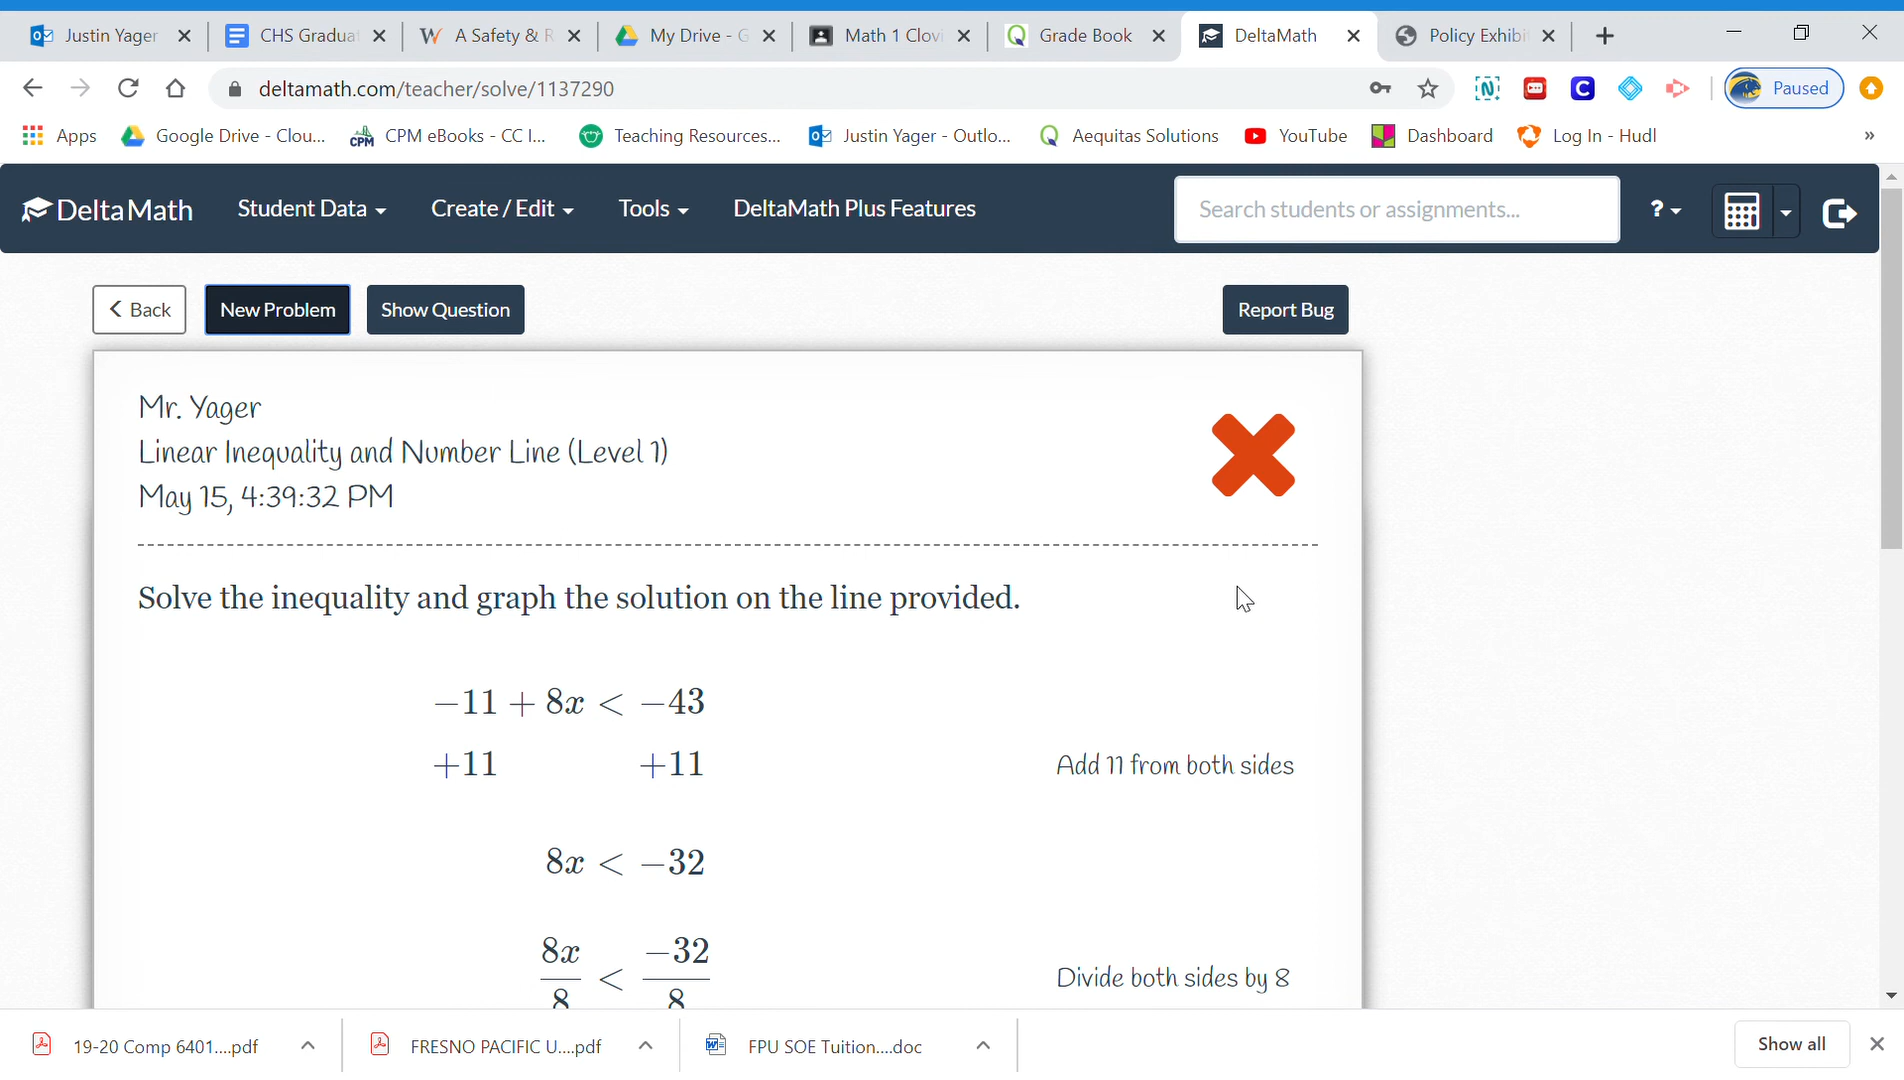 Justin Yager
CHS Gradua
A Safety & R
My Drive - G
Math 1 Clovi
Grade Book
DeltaMath
Policy Exhibi
deltamath.com/teacher/solve/1137290
Paused
Apps
Google Drive - Clou...
CPM
CPM eBooks - CC I...
Teaching Resources...
Justin Yager - Outlo...
Aequitas Solutions
YouTube
Dashboard
Log In - Hudl
»
DeltaMath
Student Data
Create / Edit
Tools
DeltaMath Plus Features
Search students or assignments...
?
Back
New Problem
Show Question
Report Bug
Mr. Yager
Linear Inequality and Number Line (Level 1)
May 15, 4:39:32 PM
Solve the inequality and graph the solution on the line provided.
−11 + 8x < −43
+11 +11 Add 11 from both sides
8x < −32
8x/8 < −32/8 Divide both sides by 8
19-20 Comp 6401....pdf
FRESNO PACIFIC U....pdf
FPU SOE Tuition....doc
Show all